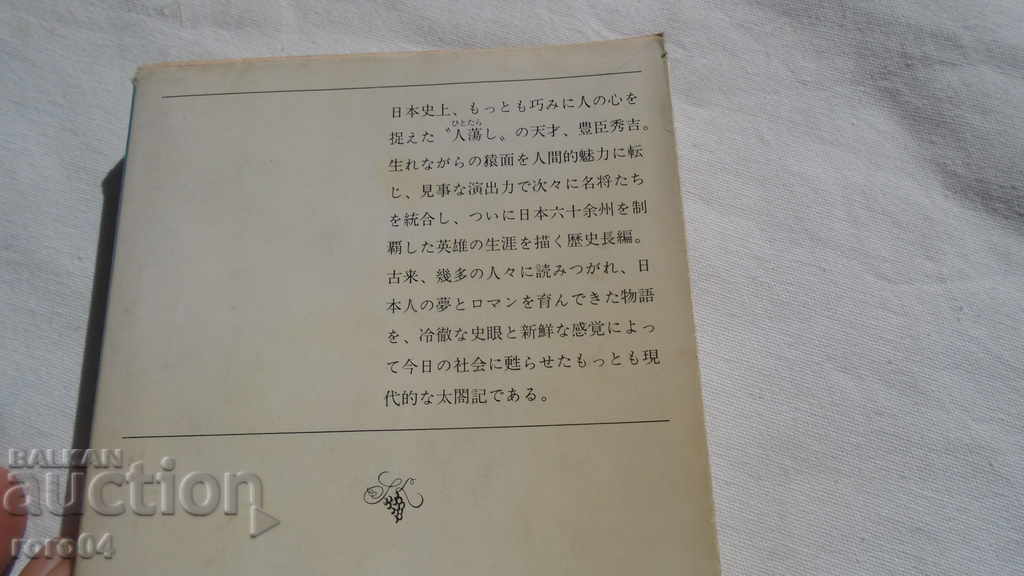 日本史上、もっとも巧みに人の心を
捉えた〝人蕩し〟の天才、豊臣秀吉。
ひとたら
生れながらの猿面を人間的魅力に転
じ、見事な演出力で次々に名将たち
を統合し、ついに日本六十余州を制
覇した英雄の生涯を描く歴史長編。
古来、幾多の人々に読みつがれ、日
本人の夢とロマンを育んできた物語
を、冷徹な史眼と新鮮な感覚によっ
て今日の社会に甦らせたもっとも現
代的な太閤記である。
BALKAN
auction
roro04